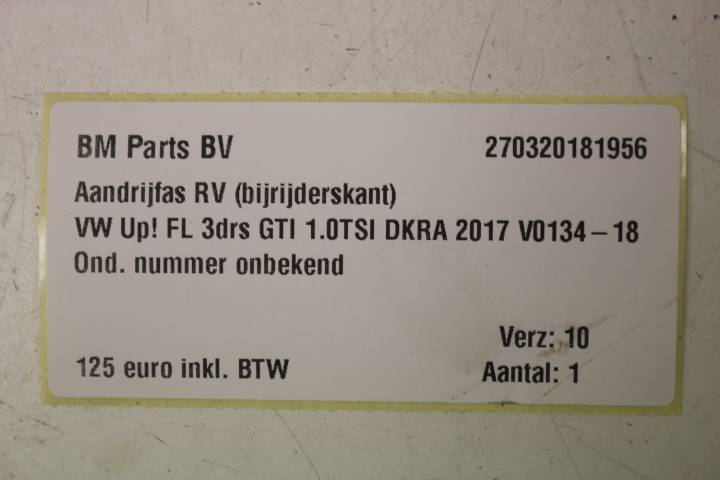 BM Parts BV 270320181956
Aandrijfas RV (bijrijderskant)
VW Up! FL 3drs GTI 1.0TSI DKRA 2017 V0134-18
Ond. nummer onbekend
Verz: 10
125 euro inkl. BTW Aantal: 1